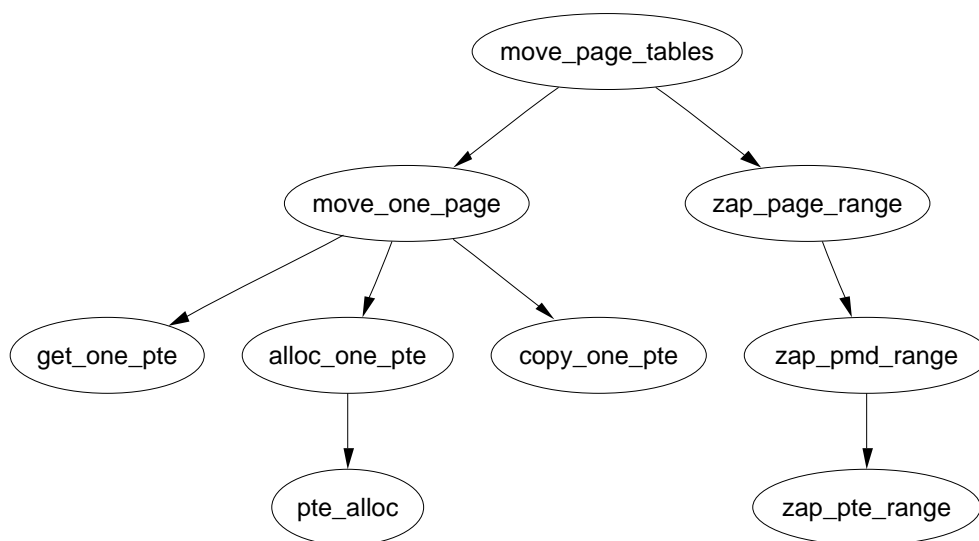 move_page_tables
move_one_page
zap_page_range
get_one_pte
alloc_one_pte
copy_one_pte
zap_pmd_range
pte_alloc
zap_pte_range